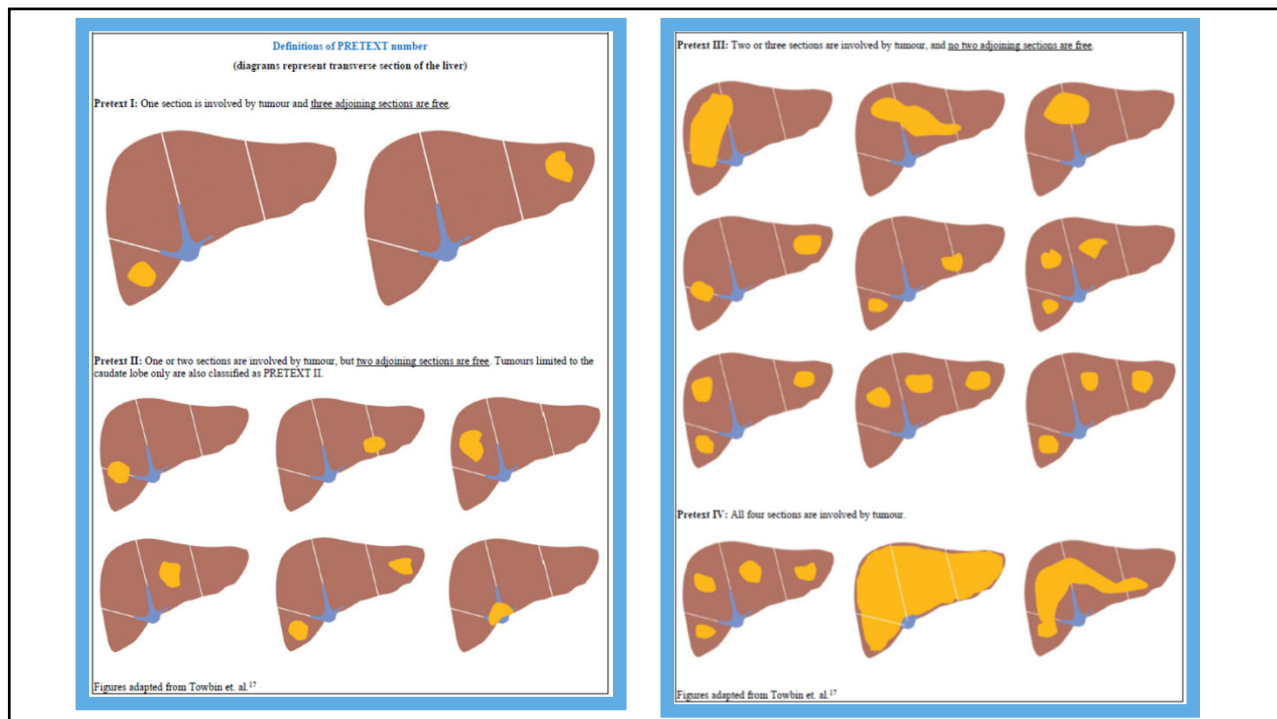 Definitions of PRETEXT number
(diagrams represent transverse section of the liver)
Pretext I: One section is involved by tumour and three adjoining sections are free.
Pretext II: One or two sections are involved by tumour, but two adjoining sections are free. Tumours limited to the
caudate lobe only are also classified as PRETEXT II.
Figures adapted from Towbin et. al.17
Pretext III: Two or three sections are involved by tumour, and no two adjoining sections are free.
Pretext IV: All four sections are involved by tumour.
Figures adapted from Towbin et. al.17